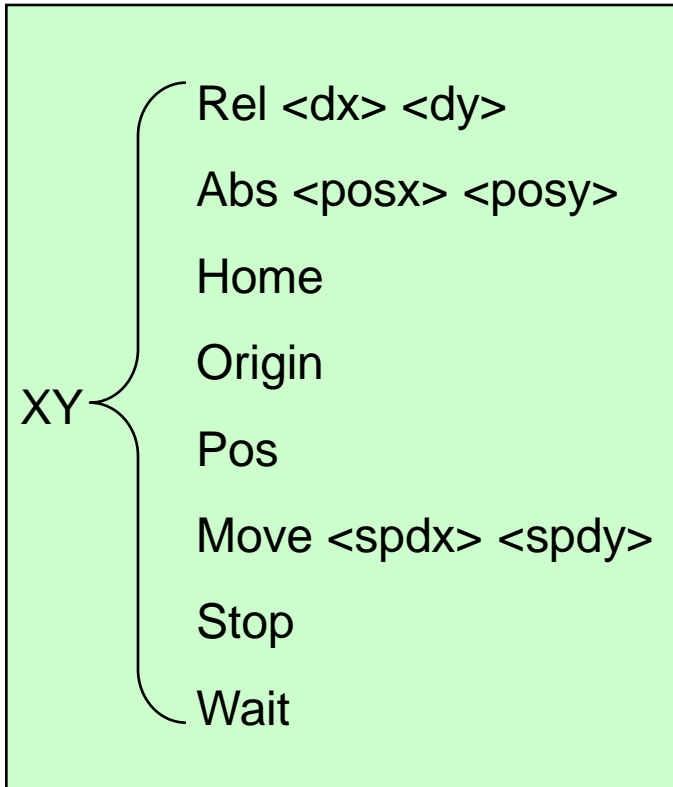 Rel <dx> <dy>
Abs <posx> <posy>
Home
Origin
XY
Pos
Move <spdx> <spdy>
Stop
Wait